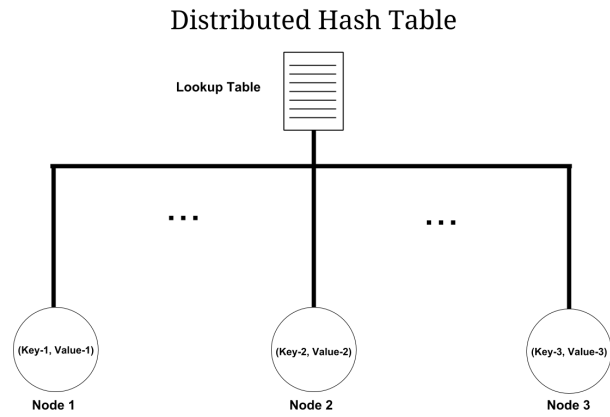 Distributed Hash Table
Lookup Table
...
...
(Key-1, Value-1)
(Key-2, Value-2)
(Key-3, Value-3)
Node 1
Node 2
Node 3